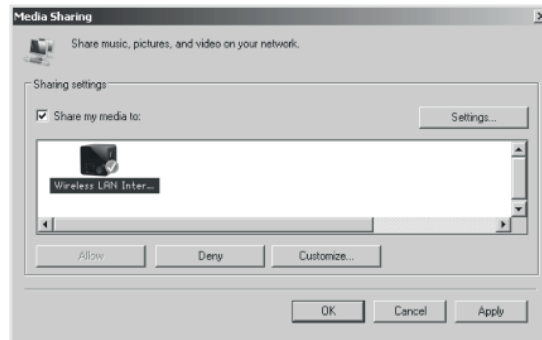 Media Sharing
Share music, pictures, and video on your network.
Sharing settings
Share my media to:
Settings...
Wireless LAN Inter...
Allow
Deny
Customize...
OK
Cancel
Apply